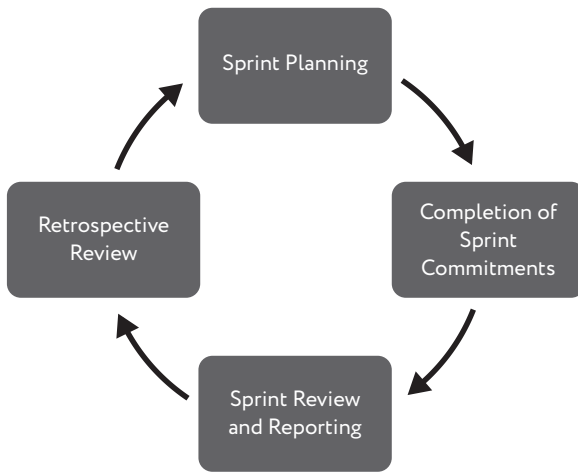 Sprint Planning
Completion of
Sprint
Commitments
Sprint Review
and Reporting
Retrospective
Review